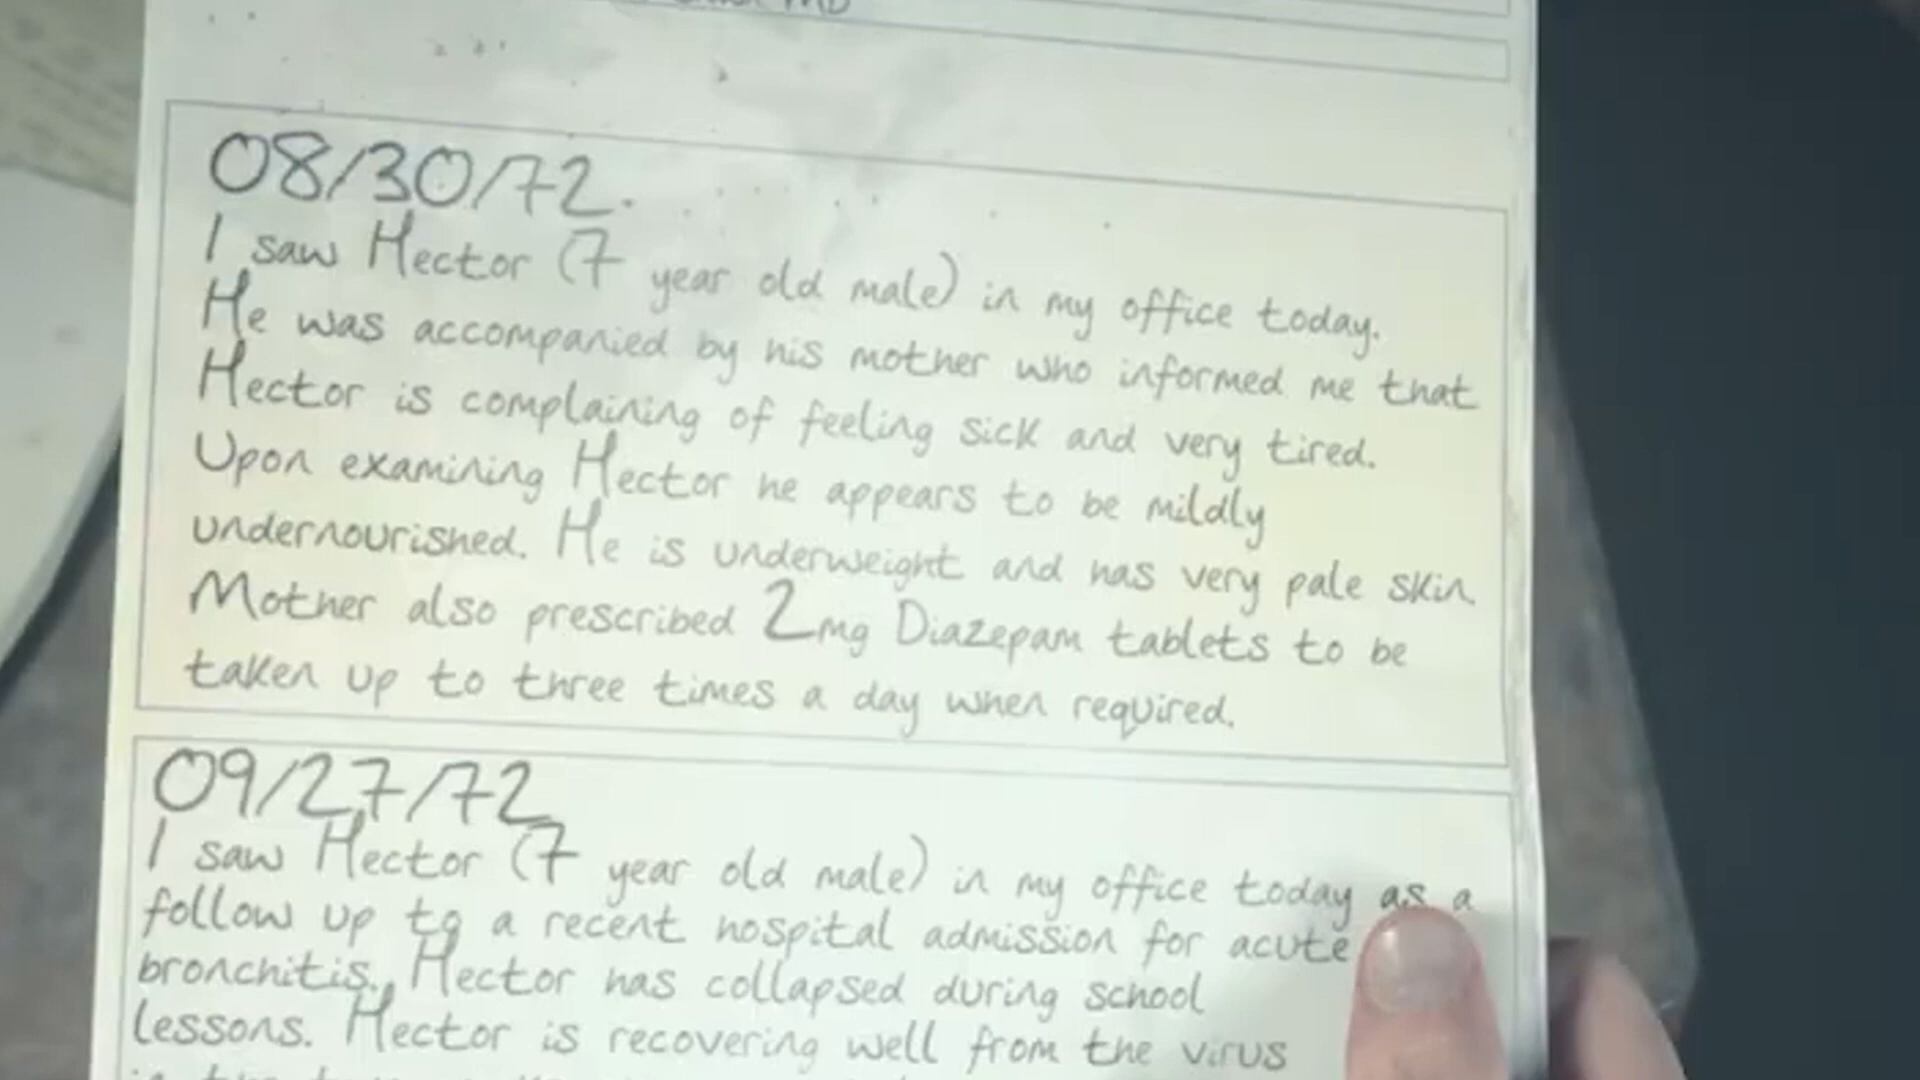 MD
08/30/72.
I saw Hector (7 year old male) in my office today.
He was accompanied by his mother who informed me that
Hector is complaining of feeling sick and very tired.
Upon examining Hector he appears to be mildly
undernourished. He is underweight and has very pale skin.
Mother also prescribed 2mg Diazepam tablets to be
taken up to three times a day when required.
09/27/72
I saw Hector (7 year old male) in my office today as a
follow up to a recent hospital admission for acute
bronchitis. Hector has collapsed during school
lessons. Hector is recovering well from the virus